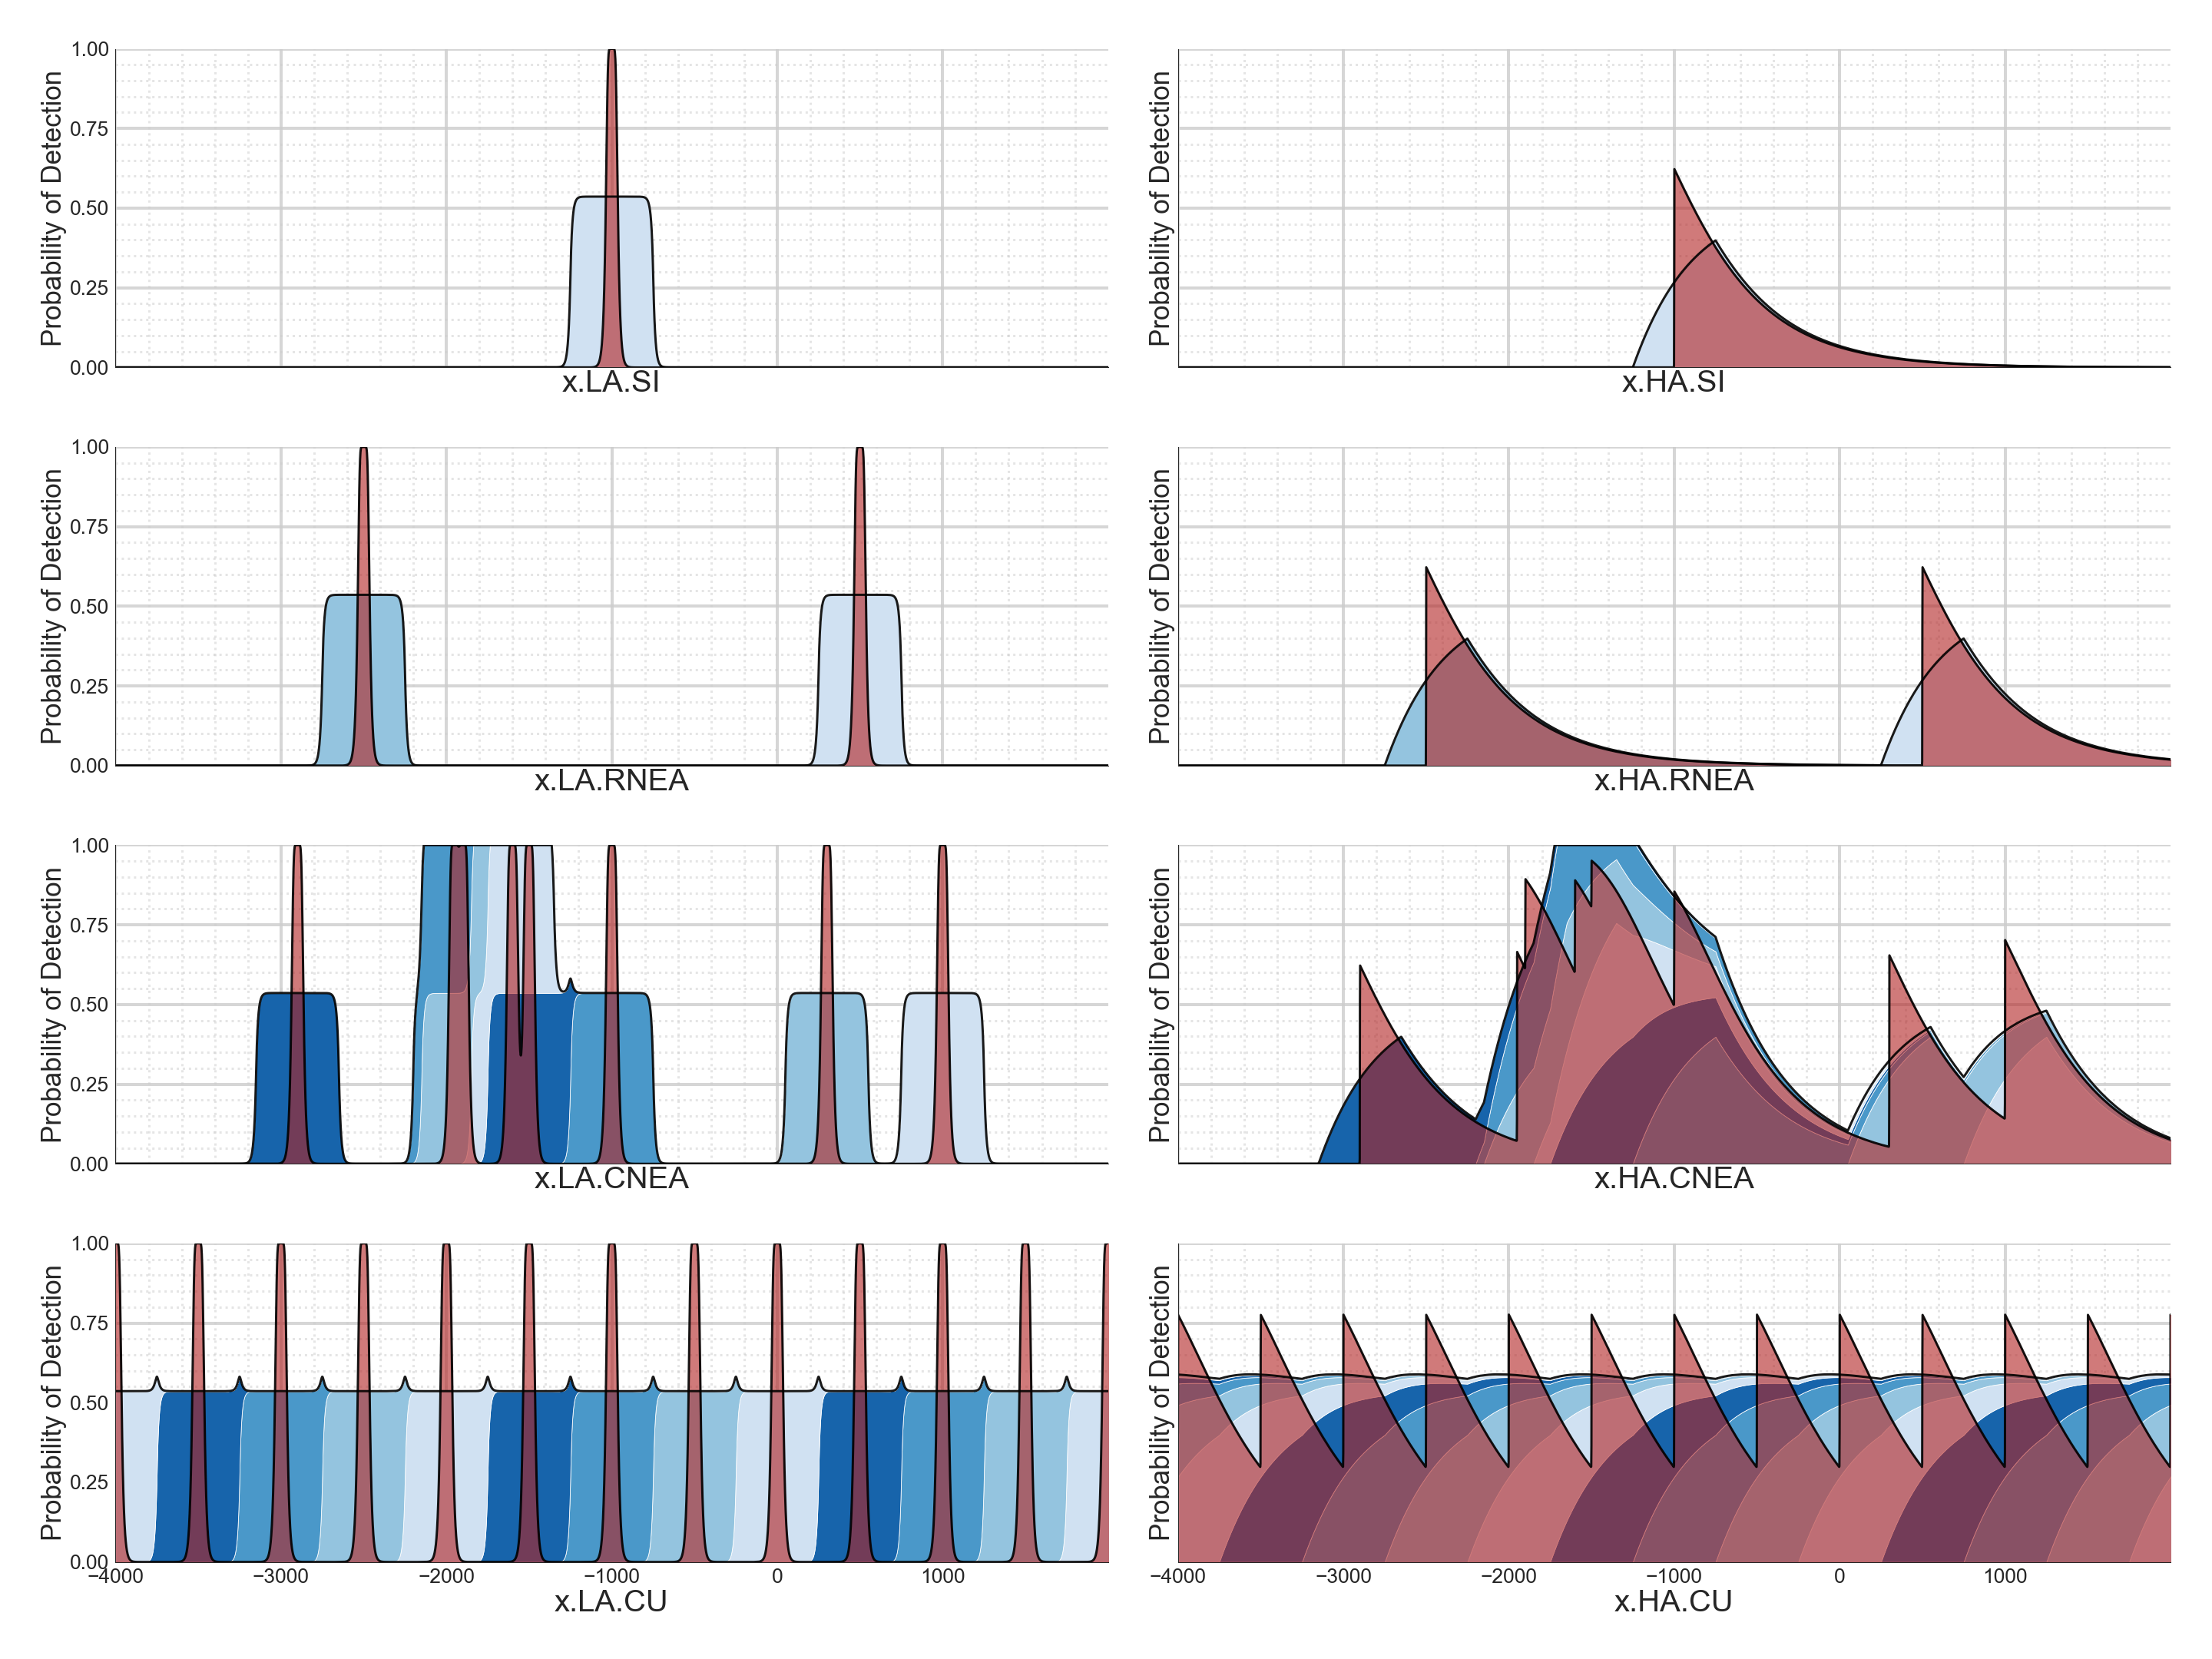 Probability of Detection
1.00
0.75
0.50
0.25
0.00
x.LA.SI
Probability of Detection
x.HA.SI
Probability of Detection
1.00
0.75
0.50
0.25
0.00
x.LA.RNEA
Probability of Detection
x.HA.RNEA
Probability of Detection
1.00
0.75
0.50
0.25
0.00
x.LA.CNEA
Probability of Detection
x.HA.CNEA
Probability of Detection
1.00
0.75
0.50
0.25
0.00
−4000 −3000 −2000 −1000 0 1000
x.LA.CU
Probability of Detection
−4000 −3000 −2000 −1000 0 1000
x.HA.CU